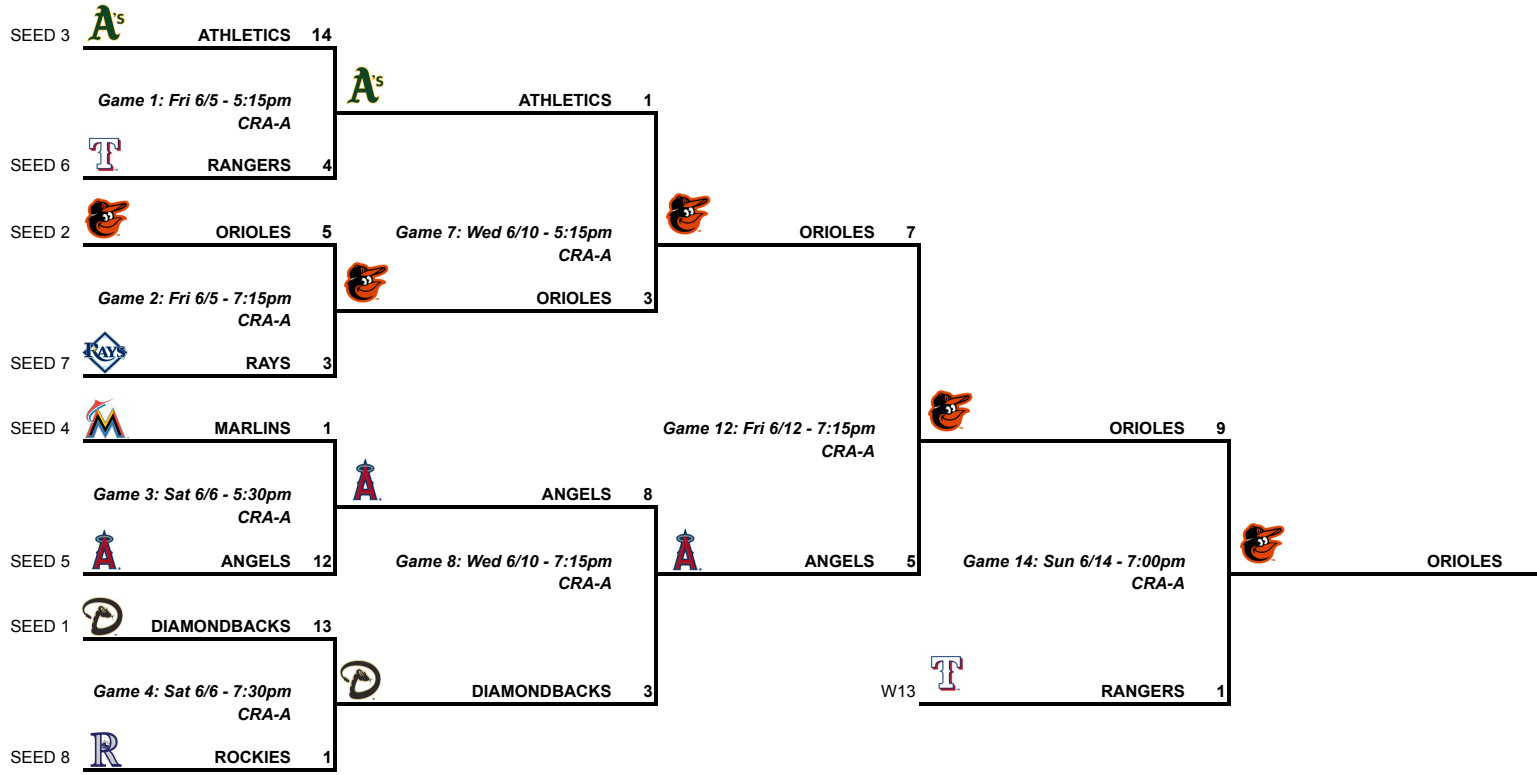 SEED 3 A's ATHLETICS 14
Game 1: Fri 6/5 - 5:15pm
CRA-A
SEED 6 T RANGERS 4
A's ATHLETICS 1
SEED 2 ORIOLES 5
Game 2: Fri 6/5 - 7:15pm
CRA-A
SEED 7 RAYS RAYS 3
Game 7: Wed 6/10 - 5:15pm
CRA-A
ORIOLES 3
ORIOLES 7
SEED 4 M MARLINS 1
Game 3: Sat 6/6 - 5:30pm
CRA-A
SEED 5 A ANGELS 12
A ANGELS 8
SEED 1 D DIAMONDBACKS 13
Game 4: Sat 6/6 - 7:30pm
CRA-A
SEED 8 R ROCKIES 1
Game 8: Wed 6/10 - 7:15pm
CRA-A
D DIAMONDBACKS 3
Game 12: Fri 6/12 - 7:15pm
CRA-A
A ANGELS 5
ORIOLES 9
Game 14: Sun 6/14 - 7:00pm
CRA-A
W13 T RANGERS 1
ORIOLES